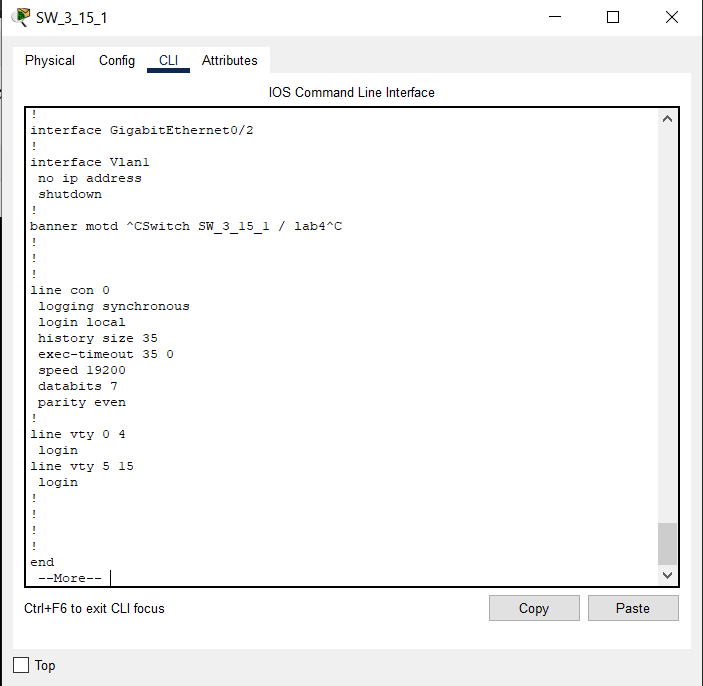 SW_3_15_1
Physical Config CLI Attributes
IOS Command Line Interface
!
interface GigabitEthernet0/2
!
interface Vlan1
no ip address
shutdown
!
banner motd ^CSwitch SW_3_15_1 / lab4^C
!
!
!
line con 0
logging synchronous
login local
history size 35
exec-timeout 35 0
speed 19200
databits 7
parity even
!
line vty 0 4
login
line vty 5 15
login
!
!
!
!
end
--More--
Ctrl+F6 to exit CLI focus
Copy Paste
Top